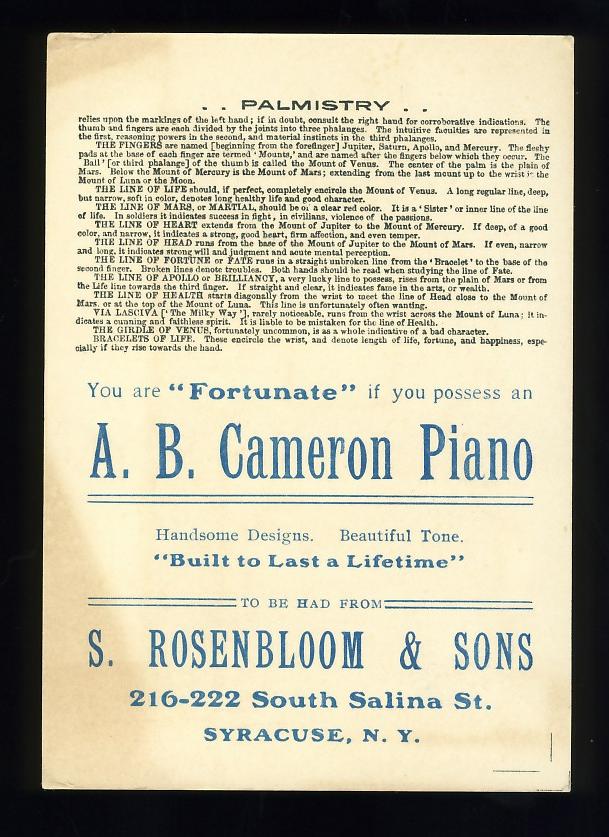 . . PALMISTRY . .
relies upon the markings of the left hand; if in doubt, consult the right hand for corroborative indications. The
thumb and fingers are each divided by the joints into three phalanges. The intuitive faculties are represented in
the first, reasoning powers in the second, and material instincts in the third phalanges.
THE FINGERS are named [beginning from the forefinger] Jupiter, Saturn, Apollo, and Mercury. The fleshy
pads at the base of each finger are termed 'Mounts,' and are named after the fingers below which they occur. The
Ball' [or third phalange] of the thumb is called the Mount of Venus. The center of the palm is the plain of
Mars. Below the Mount of Mercury is the Mount of Mars; extending from the last mount up to the wrist is the
Mount of Luna or the Moon.
THE LINE OF LIFE should, if perfect, completely encircle the Mount of Venus. A long regular line, deep,
but narrow, soft in color, denotes long healthy life and good character.
THE LINE OF MARS, or MARTIAL, should be of a clear red color. It is a 'Sister' or inner line of the line
of life. In soldiers it indicates success in fight, in civilians, violence of the passions.
THE LINE OF HEART extends from the Mount of Jupiter to the Mount of Mercury. If deep, of a good
color, and narrow, it indicates a strong, good heart, firm affection, and even temper.
THE LINE OF HEAD runs from the base of the Mount of Jupiter to the Mount of Mars. If even, narrow
and long, it indicates strong will and judgment and acute mental perception.
THE LINE OF FORTUNE or FATE runs in a straight unbroken line from the 'Bracelet' to the base of the
second finger. Broken lines denote troubles. Both hands should be read when studying the line of Fate.
THE LINE OF APOLLO or BRILLIANCY, a very lucky line to possess, rises from the plain of Mars or from
the Life line towards the third finger. If straight and clear, it indicates fame in the arts, or wealth.
THE LINE OF HEALTH starts diagonally from the wrist to meet the line of Head close to the Mount of
Mars, or at the top of the Mount of Luna. This line is unfortunately often wanting.
VIA LASCIVA ['The Milky Way'], rarely noticeable, runs from the wrist across the Mount of Luna; it in-
dicates a cunning and faithless spirit. It is liable to be mistaken for the line of Health.
THE GIRDLE OF VENUS, fortunately uncommon, is as a whole indicative of a bad character.
BRACELETS OF LIFE. These encircle the wrist, and denote length of life, fortune, and happiness, espe-
cially if they rise towards the hand.
You are "Fortunate" if you possess an
A. B. Cameron Piano
Handsome Designs. Beautiful Tone.
"Built to Last a Lifetime"
TO BE HAD FROM
S. ROSENBLOOM & SONS
216-222 South Salina St.
SYRACUSE, N. Y.